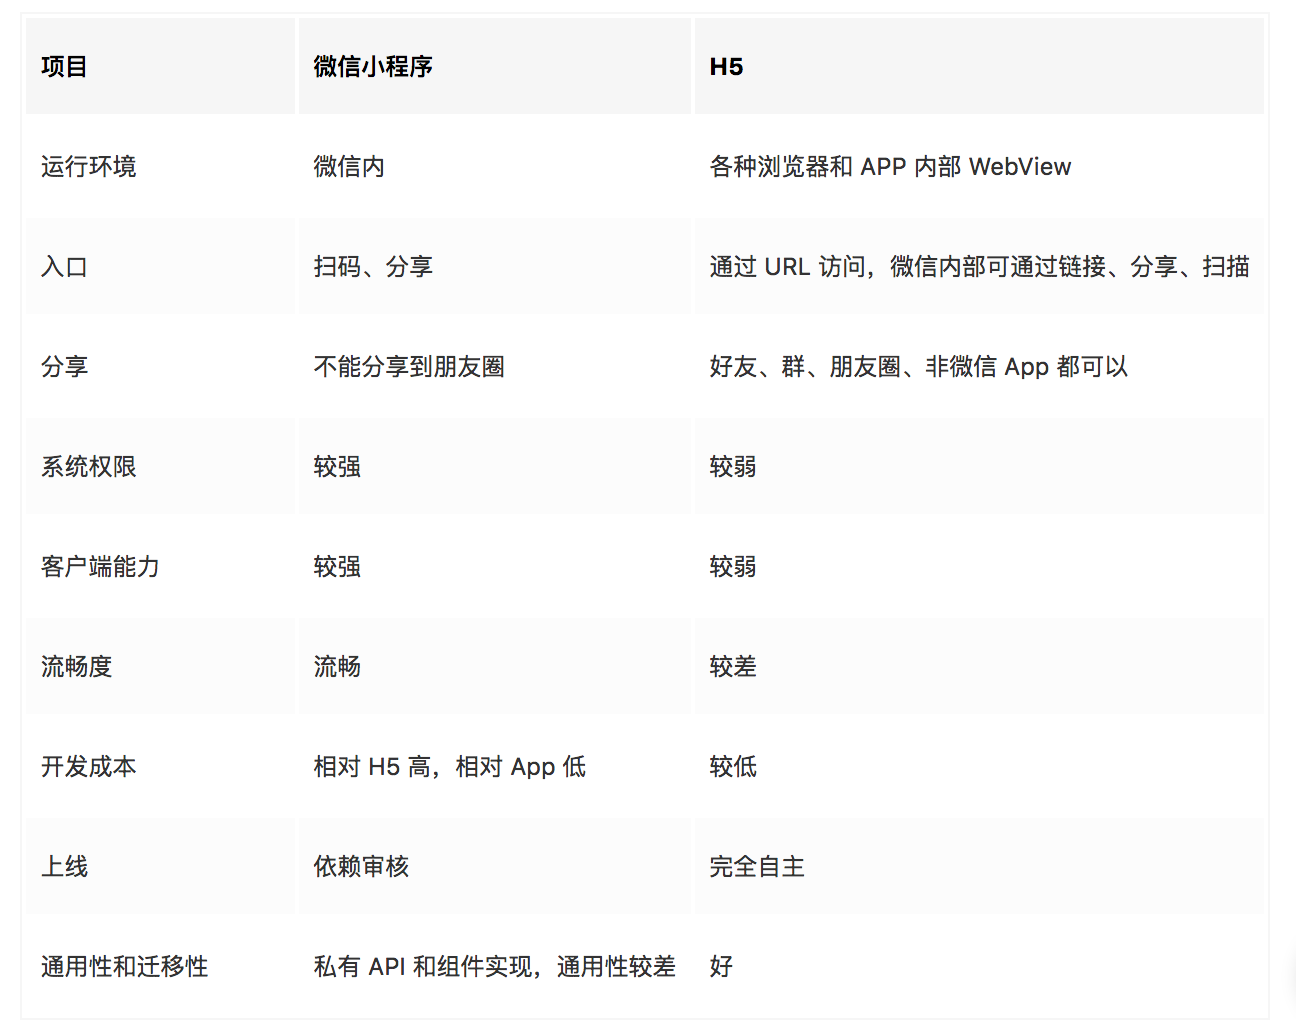 项目 微信小程序 H5
运行环境 微信内 各种浏览器和 APP 内部 WebView
入口 扫码、分享 通过 URL 访问，微信内部可通过链接、分享、扫描
分享 不能分享到朋友圈 好友、群、朋友圈、非微信 App 都可以
系统权限 较强 较弱
客户端能力 较强 较弱
流畅度 流畅 较差
开发成本 相对 H5 高，相对 App 低 较低
上线 依赖审核 完全自主
通用性和迁移性 私有 API 和组件实现，通用性较差 好